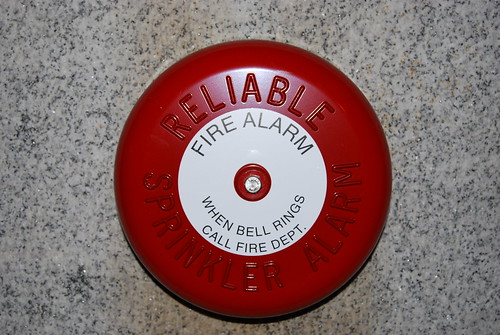 RELIABLE
FIRE ALARM
WHEN BELL RINGS
CALL FIRE DEPT.
SPRINKLER ALARM